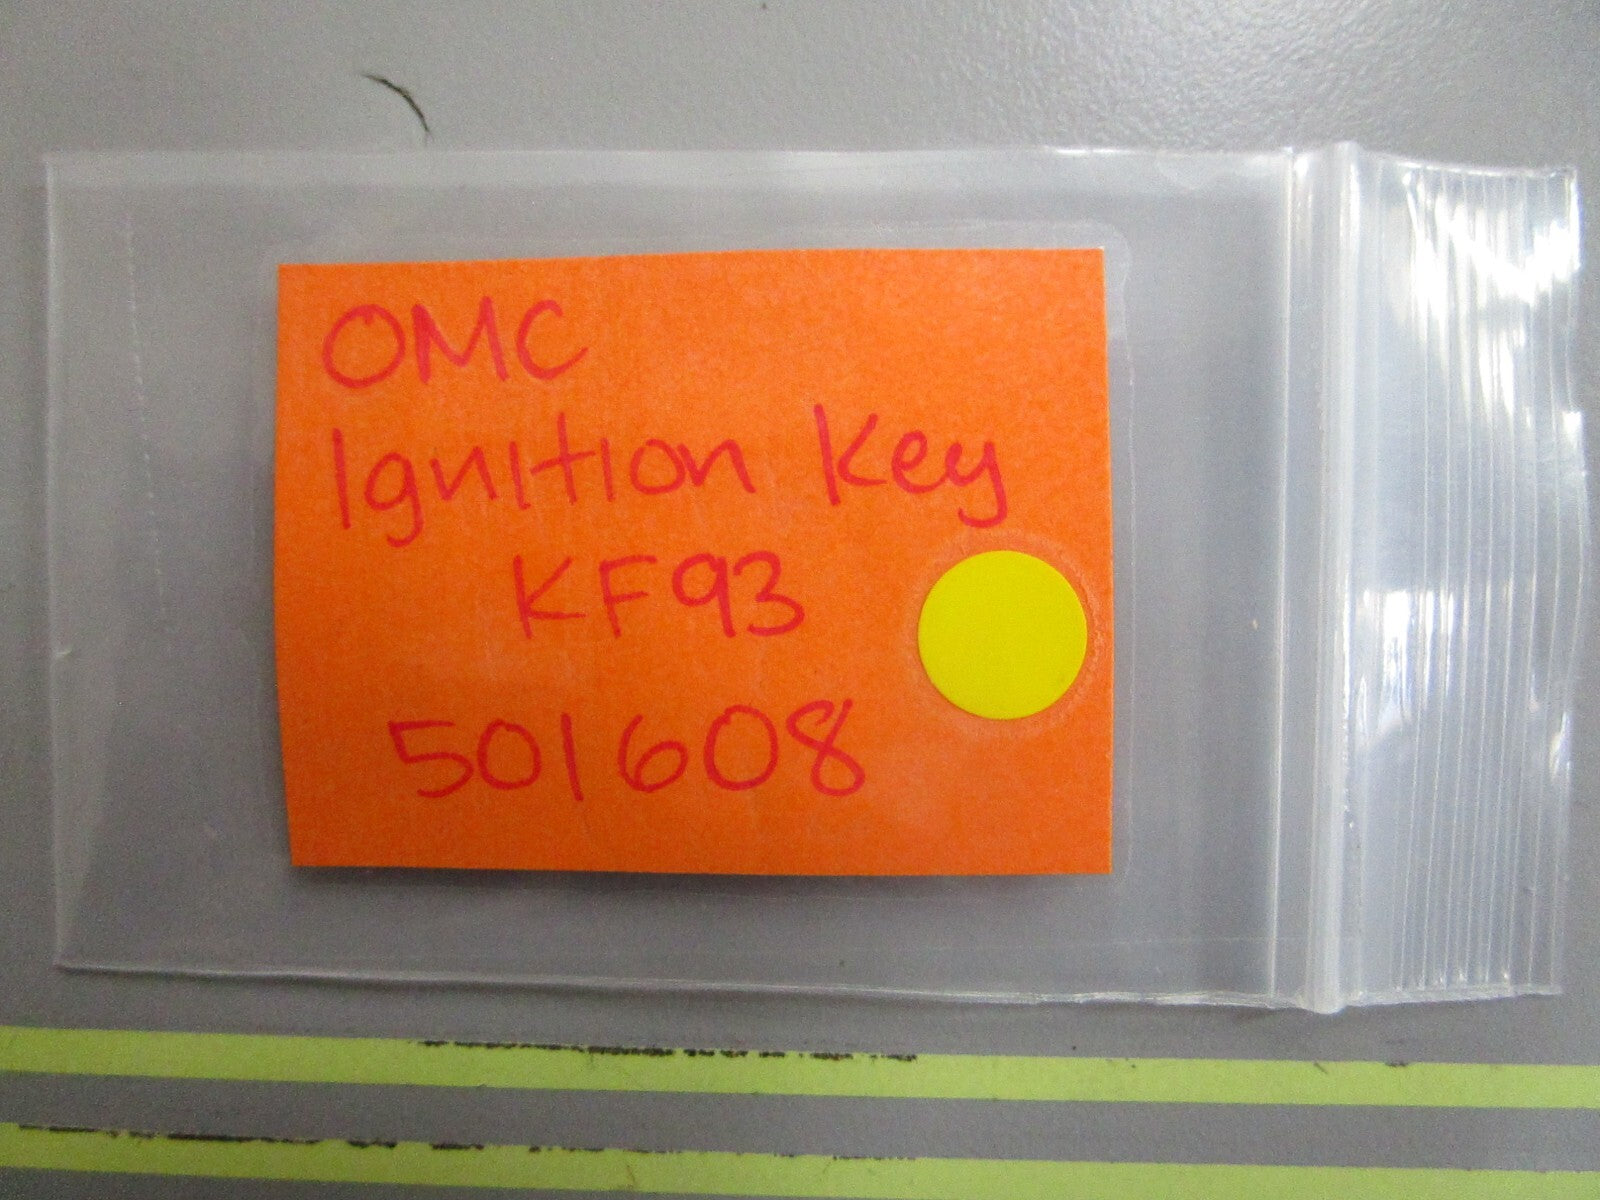 OMC
Ignition Key
KF93
501608